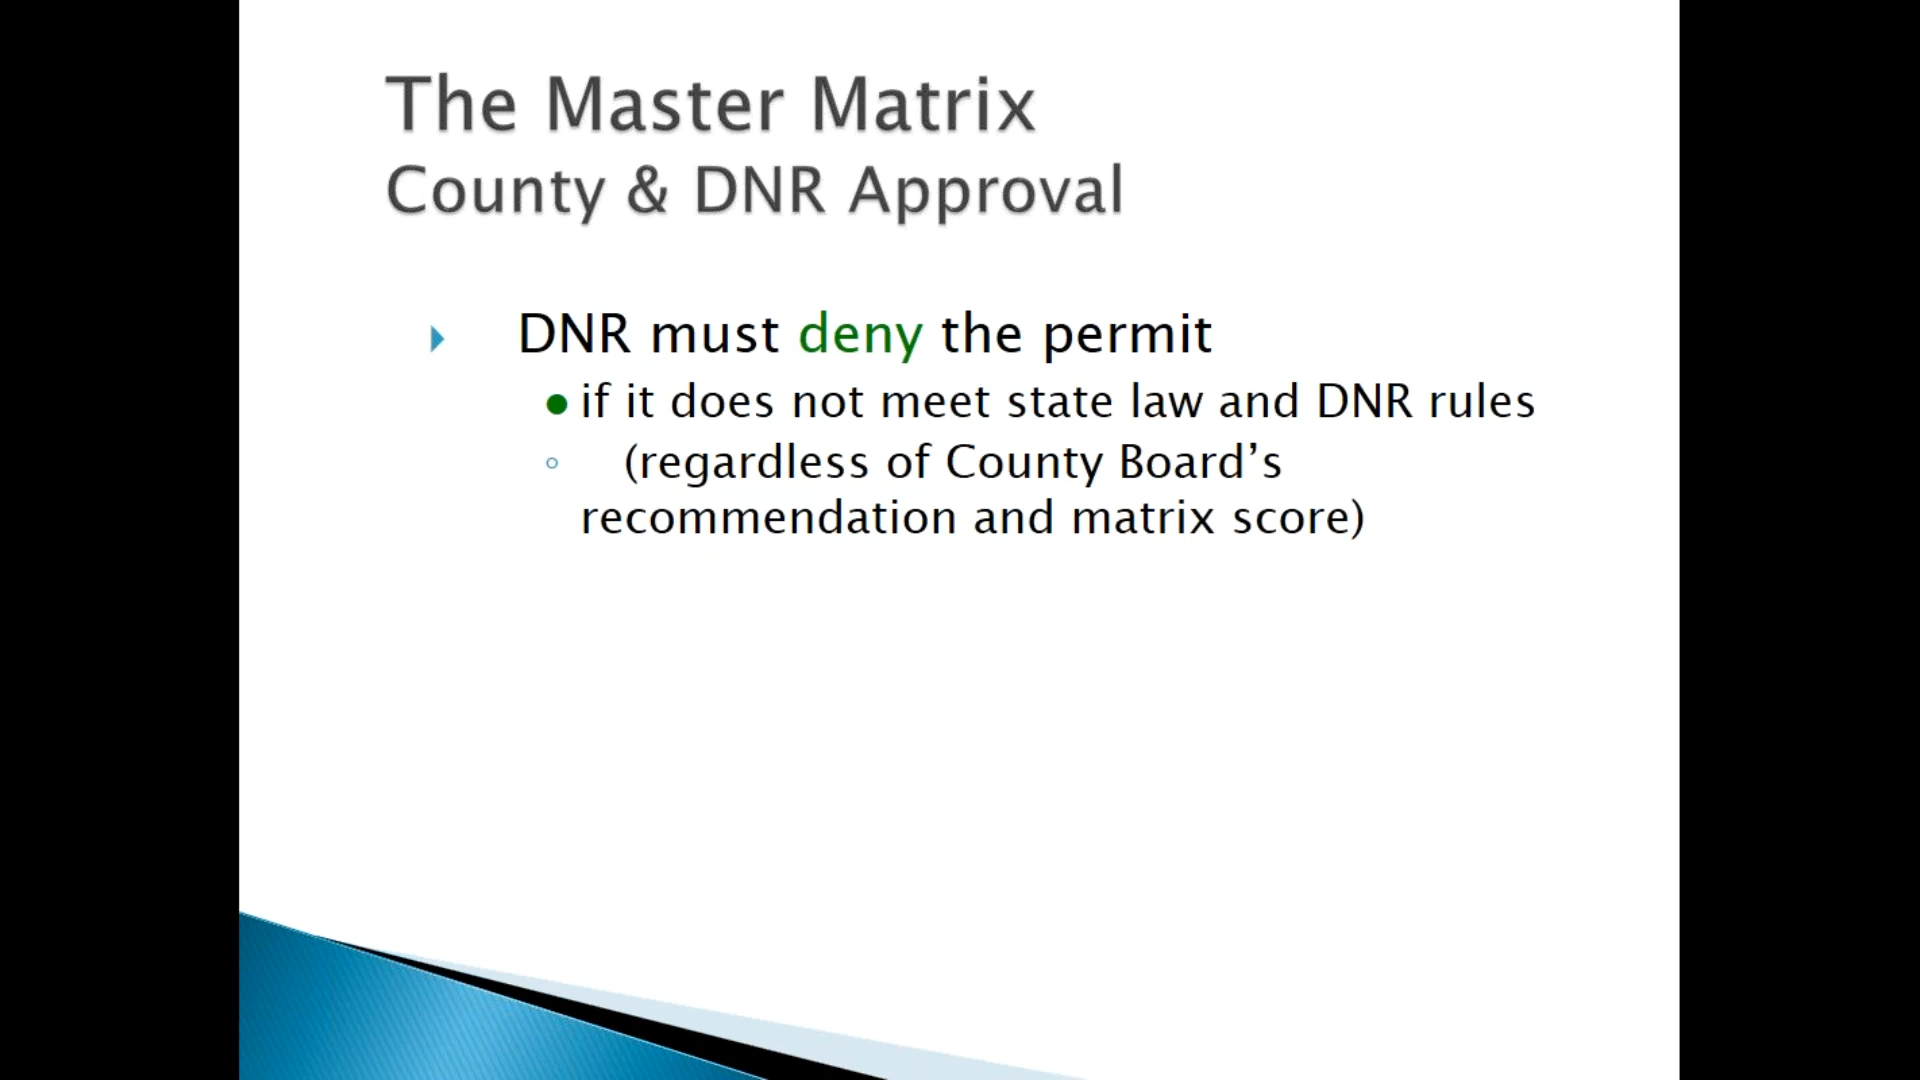 The Master Matrix
County & DNR Approval
DNR must deny the permit
if it does not meet state law and DNR rules
(regardless of County Board’s
recommendation and matrix score)